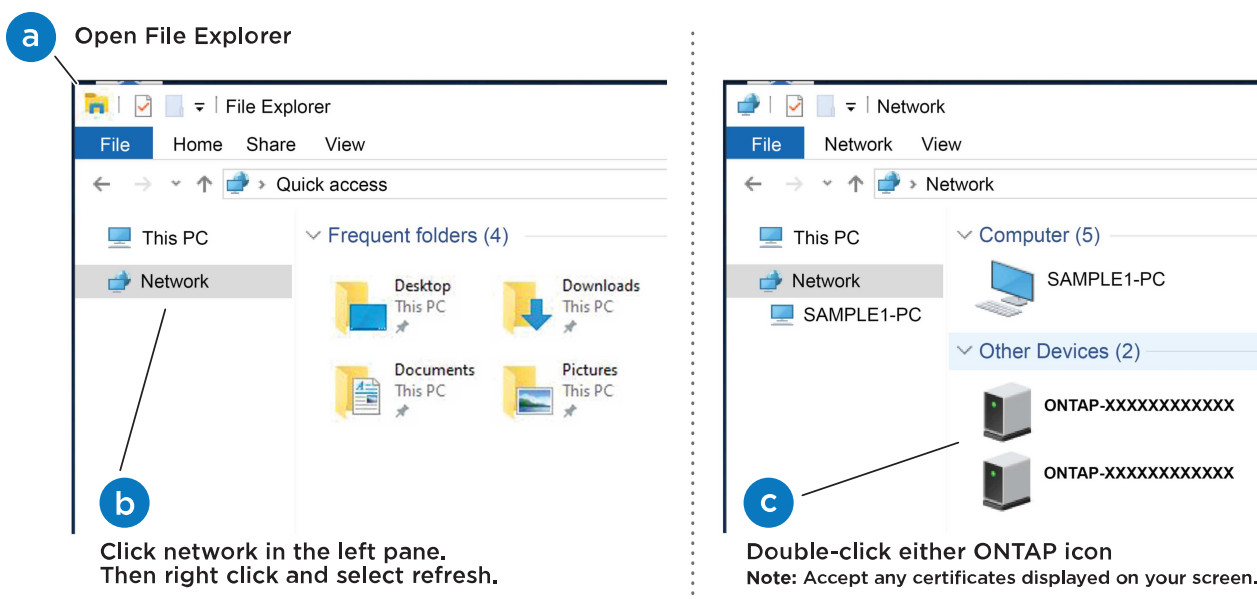 a
Open File Explorer
File Explorer
File Home Share View
Quick access
This PC
Network
Frequent folders (4)
Desktop
This PC
Downloads
This PC
Documents
This PC
Pictures
This PC
b
Click network in the left pane.
Then right click and select refresh.
Network
File Network View
Network
This PC
Network
SAMPLE1-PC
Computer (5)
SAMPLE1-PC
Other Devices (2)
ONTAP-XXXXXXXXXXXX
ONTAP-XXXXXXXXXXXX
c
Double-click either ONTAP icon
Note: Accept any certificates displayed on your screen.